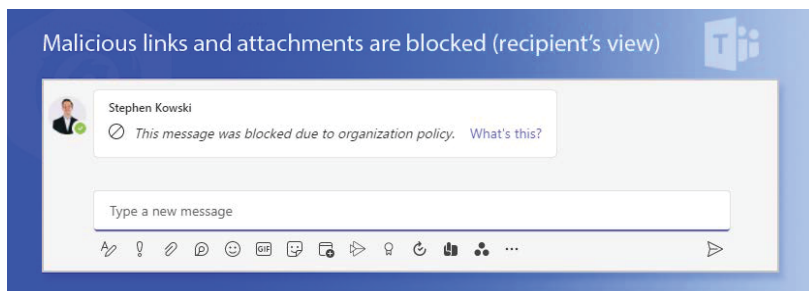 Malicious links and attachments are blocked (recipient's view)
T
Stephen Kowski
This message was blocked due to organization policy. What's this?
Type a new message
GIF